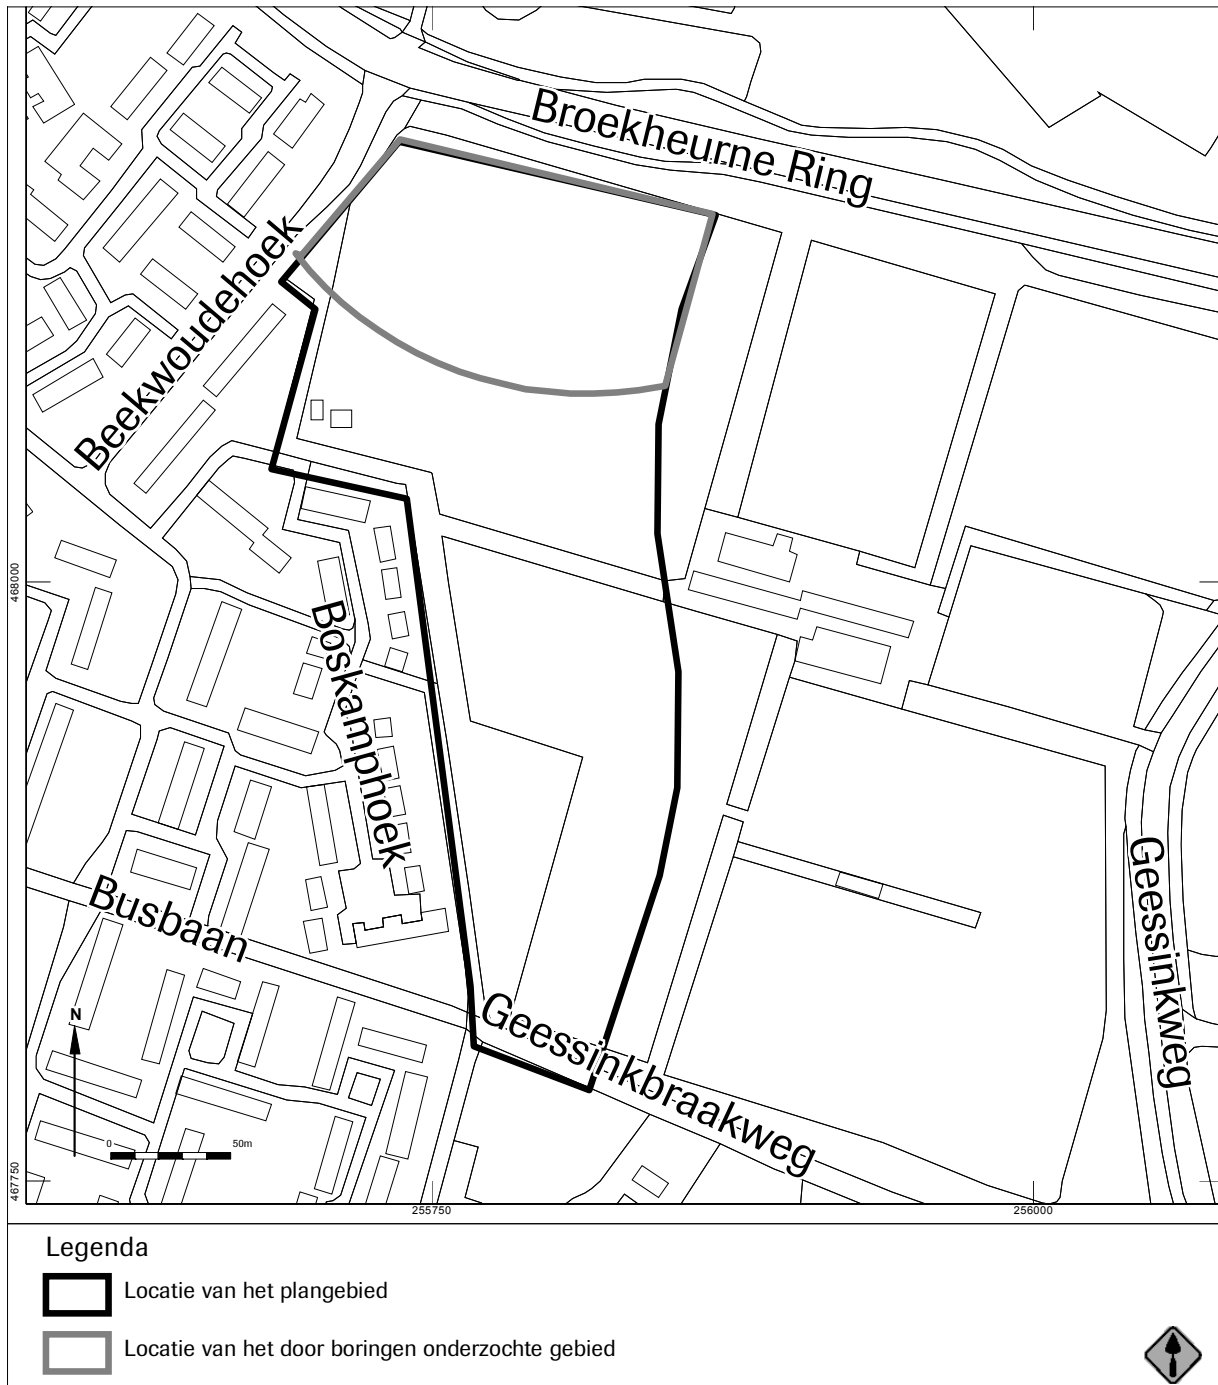 Broekheurne Ring
Beekwoudehoek
468000
Boskamphoek
Busbaan
Geessinkweg
Geessinkbraakweg
N
0 50m
467750
255750 256000
Legenda
Locatie van het plangebied
Locatie van het door boringen onderzochte gebied